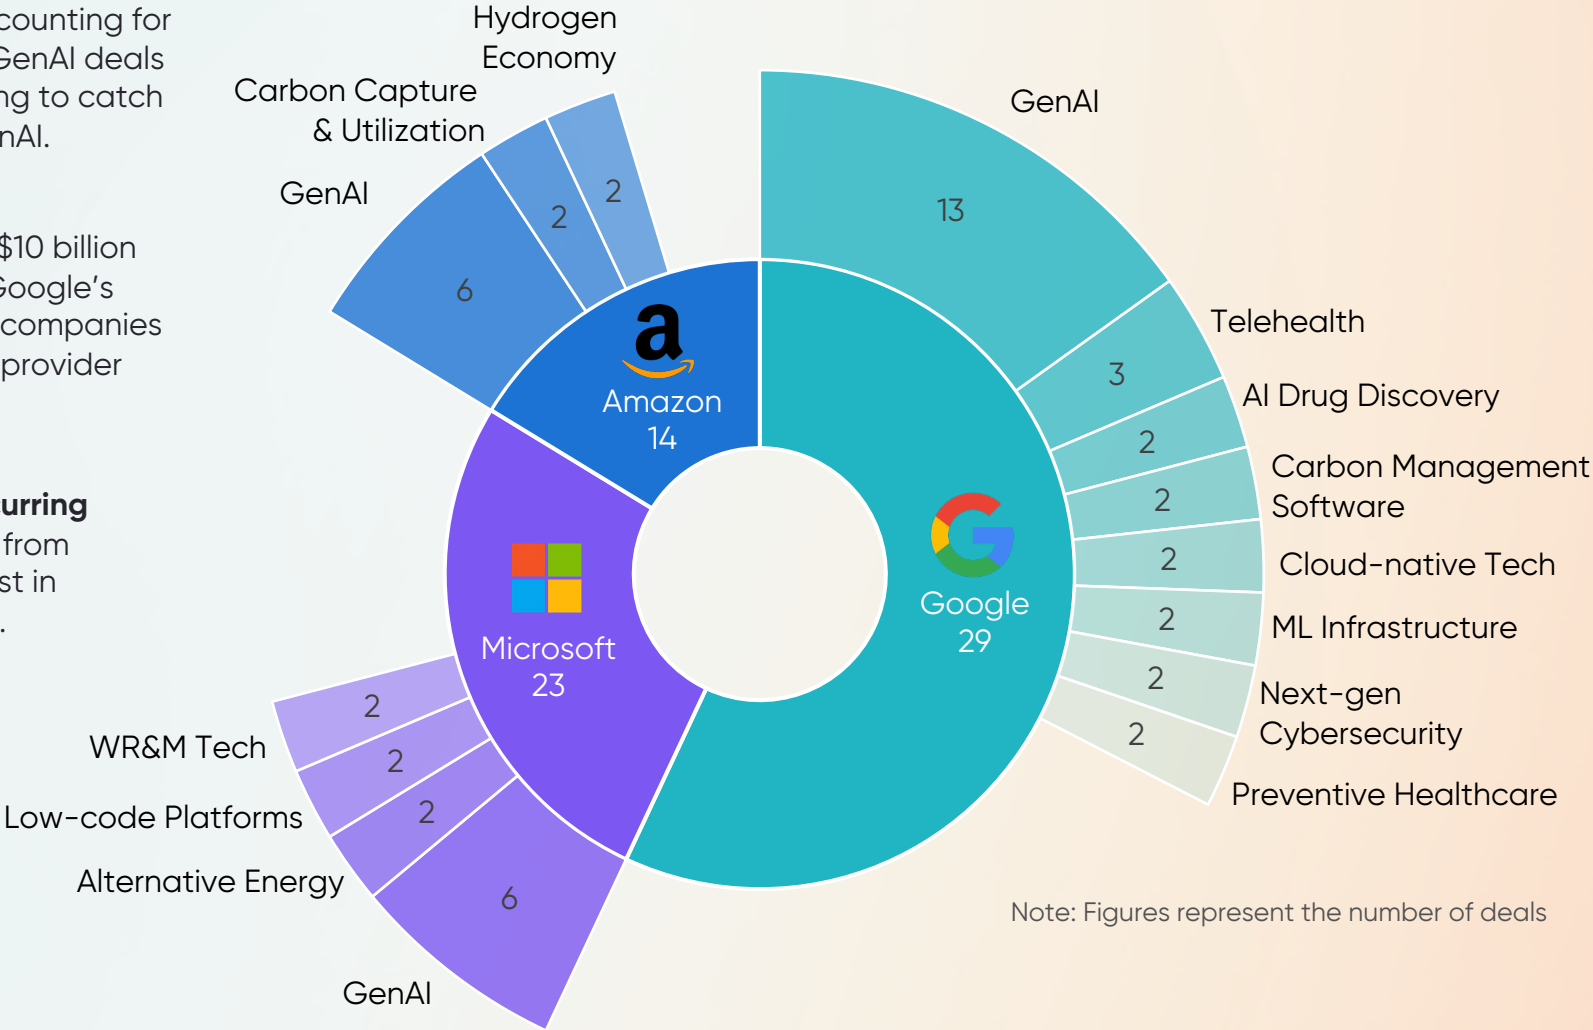 counting for
GenAI deals
ng to catch
nAI.
$10 billion
Google's
companies
provider
urring
from
st in
.
Hydrogen
Economy
2
Carbon Capture
& Utilization
2
GenAI
6
a
Amazon
14
GenAI
13
Telehealth
3
AI Drug Discovery
2
Carbon Management
Software
2
Cloud-native Tech
2
ML Infrastructure
2
Next-gen
Cybersecurity
2
Preventive Healthcare
2
G
Google
29
Microsoft
23
2
WR&M Tech
2
Low-code Platforms
2
Alternative Energy
6
GenAI
Note: Figures represent the number of deals